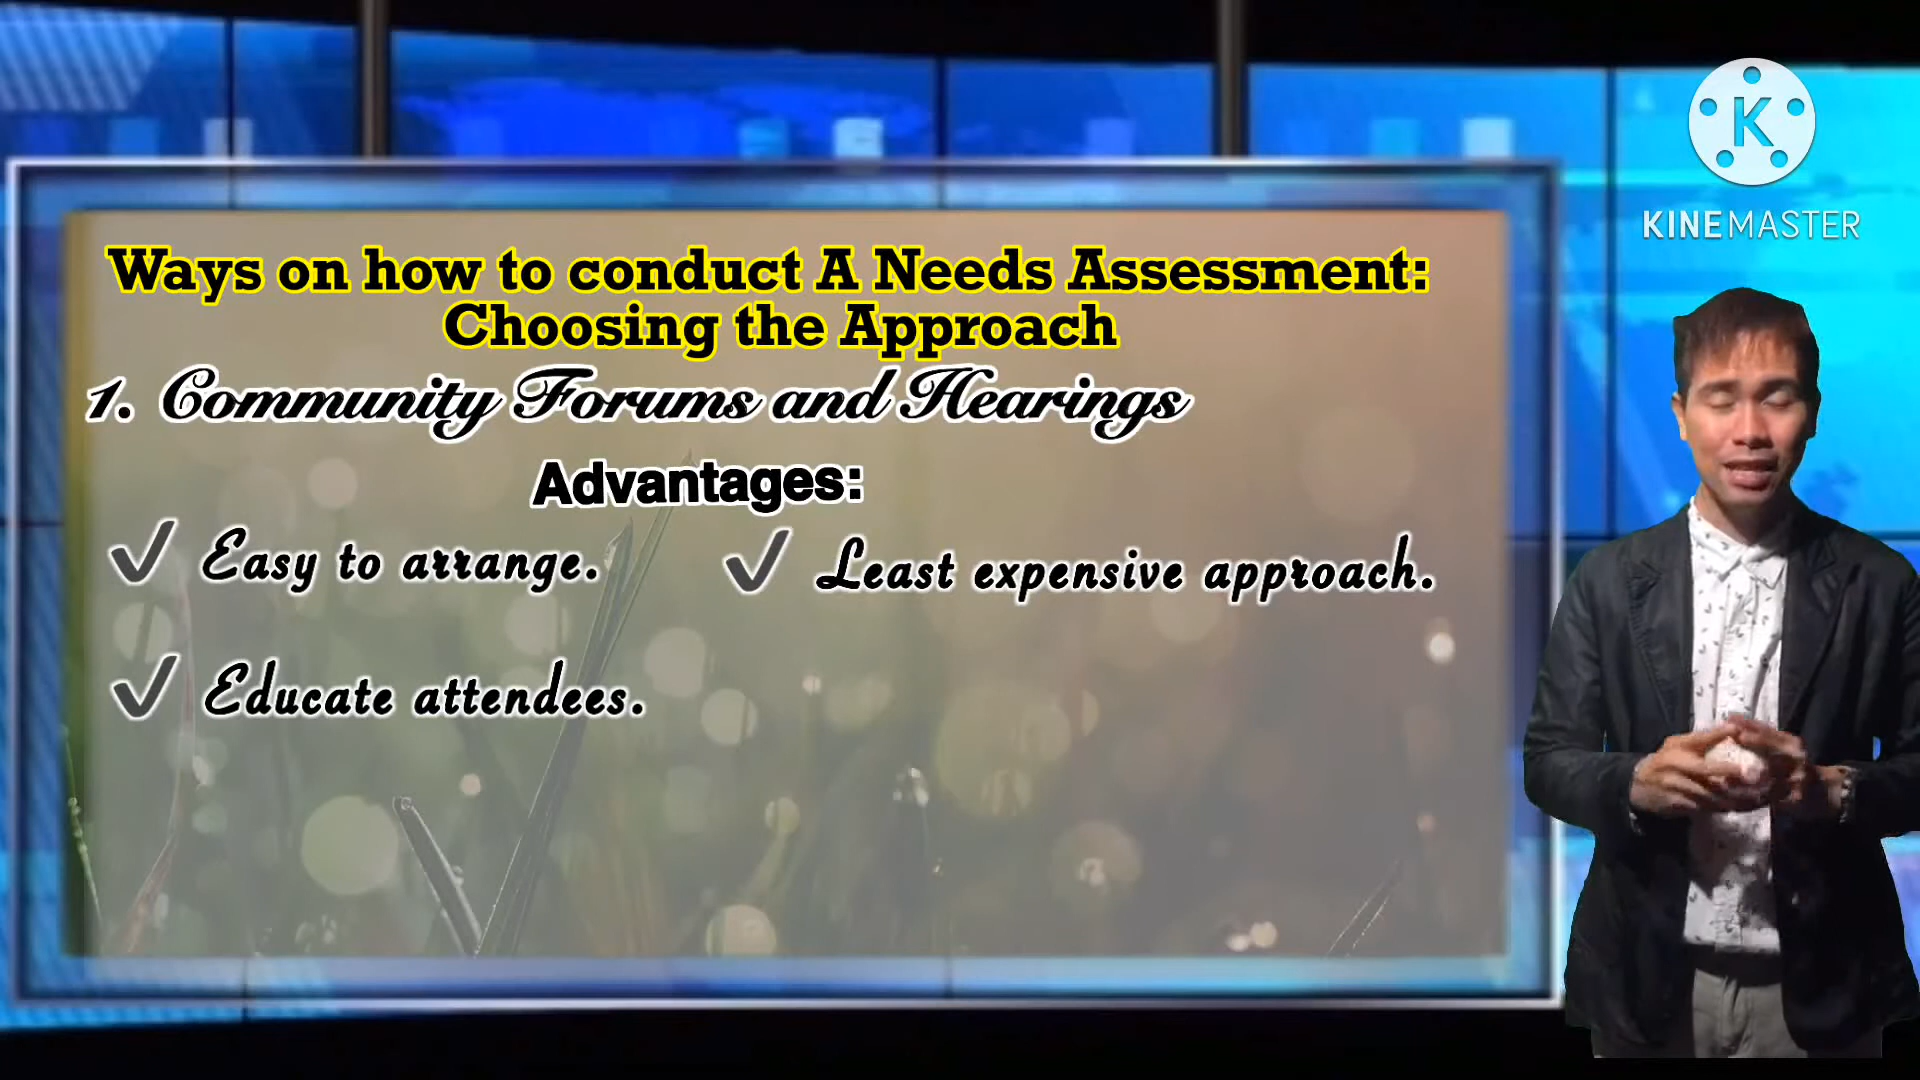 K
KINEMASTER
Ways on how to conduct A Needs Assessment:
Choosing the Approach
1. Community Forums and Hearings
Advantages:
✔ Easy to arrange.
✔ Least expensive approach.
✔ Educate attendees.